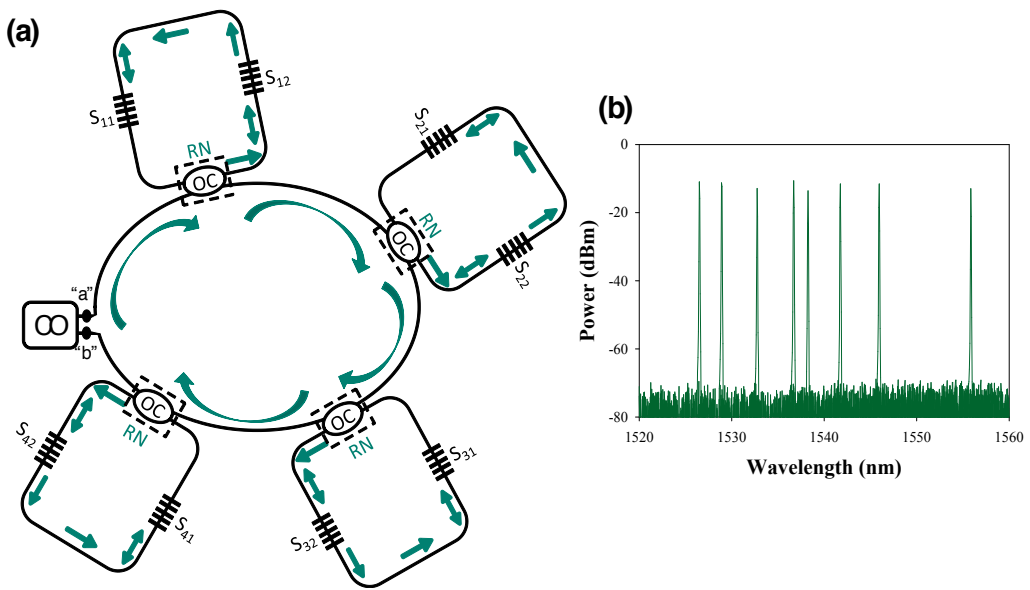 (a)
S11
S12
RN
OC
S21
S22
RN
OC
"a"
"b"
OC
RN
S42
S41
OC
RN
S31
S32
(b)
0
-20
-40
-60
-80
1520 1530 1540 1550 1560
Power (dBm)
Wavelength (nm)